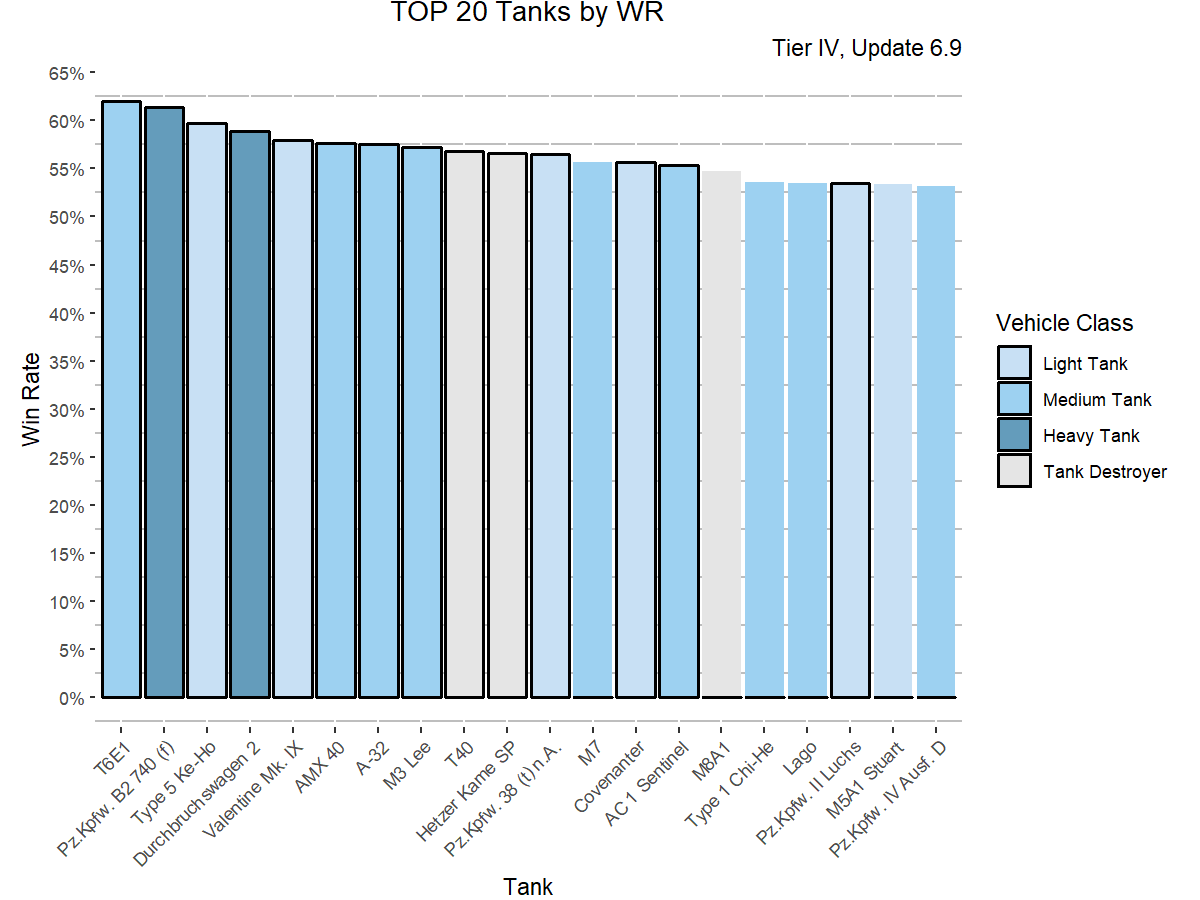 TOP 20 Tanks by WR
Tier IV, Update 6.9
65%
60%
55%
50%
45%
40%
35%
30%
25%
20%
15%
10%
5%
0%
Win Rate
T6E1
Pz.Kpfw. B2 740 (f)
Type 5 Ke-Ho
Durchbruchswagen 2
Valentine Mk. IX
AMX 40
A-32
M3 Lee
T40
Hetzer Kame SP
Pz.Kpfw. 38 (t) n.A.
M7
Covenanter
AC 1 Sentinel
M8A1
Type 1 Chi-He
Lago
Pz.Kpfw. II Luchs
M5A1 Stuart
Pz.Kpfw. IV Ausf. D
Tank
Vehicle Class
Light Tank
Medium Tank
Heavy Tank
Tank Destroyer